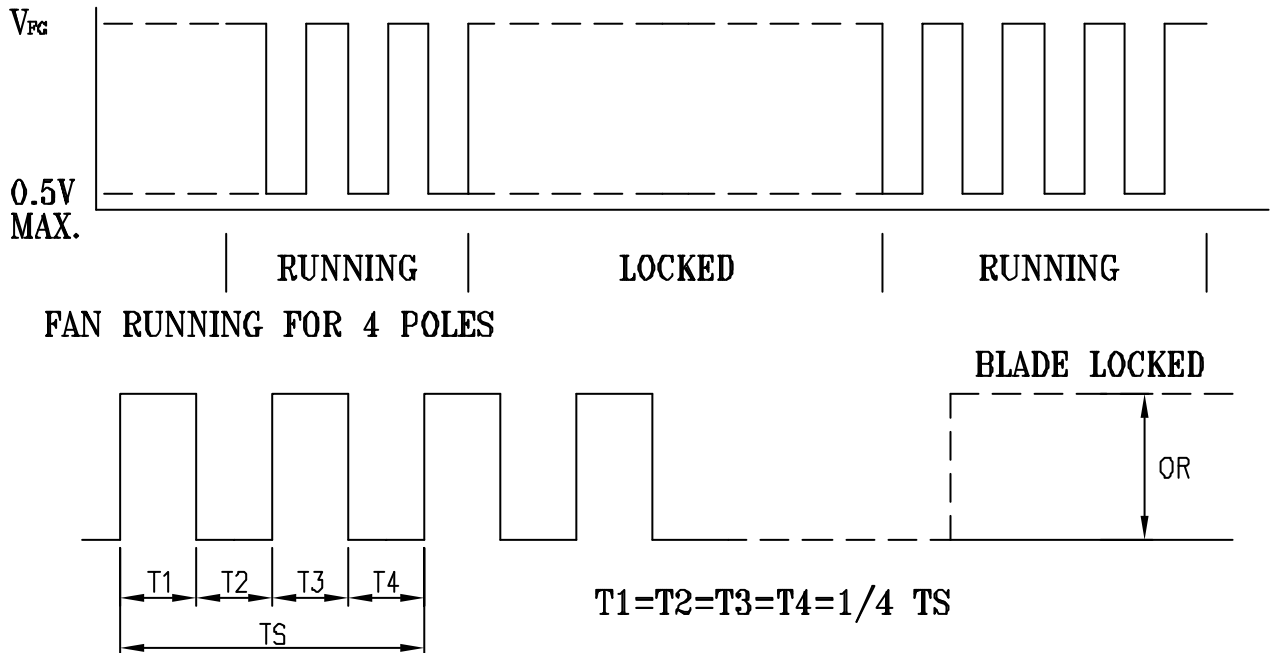 VFG
0.5V
MAX.
RUNNING LOCKED RUNNING
FAN RUNNING FOR 4 POLES
BLADE LOCKED
OR
T1 T2 T3 T4
T1=T2=T3=T4=1/4 TS
TS